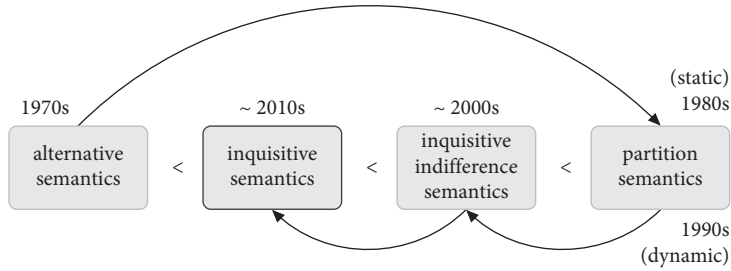 (static)
1970s ~ 2010s ~ 2000s 1980s
alternative semantics < inquisitive semantics < inquisitive indifference semantics < partition semantics
1990s
(dynamic)